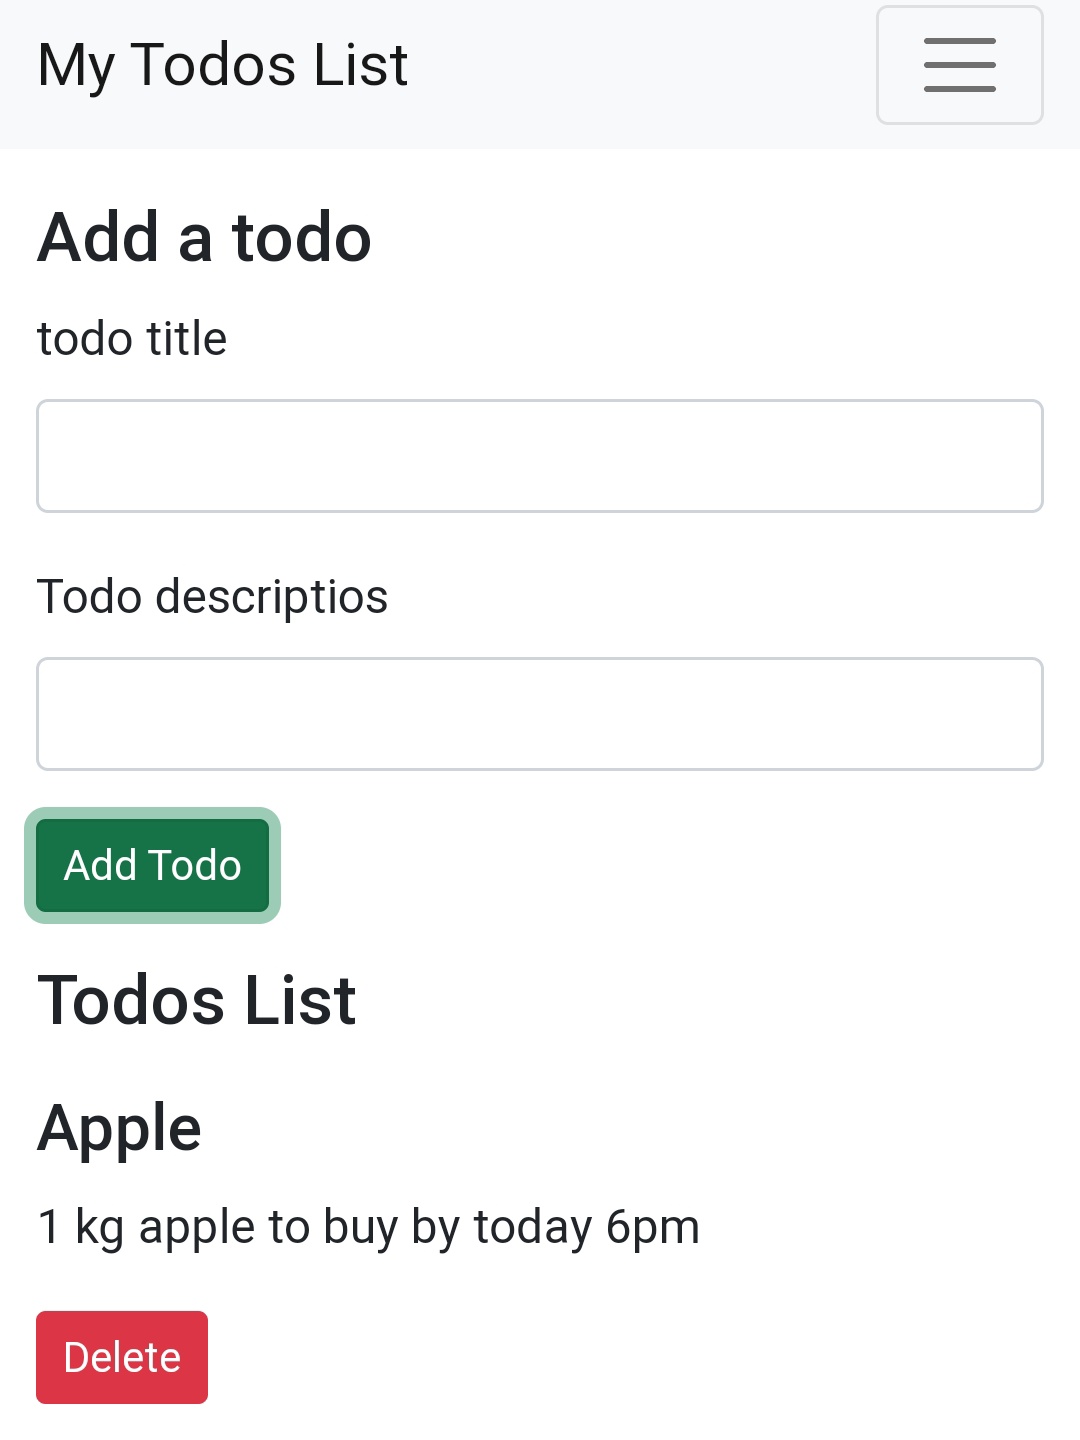 My Todos List
Add a todo
todo title
Todo descriptios
Add Todo
Todos List
Apple
1 kg apple to buy by today 6pm
Delete